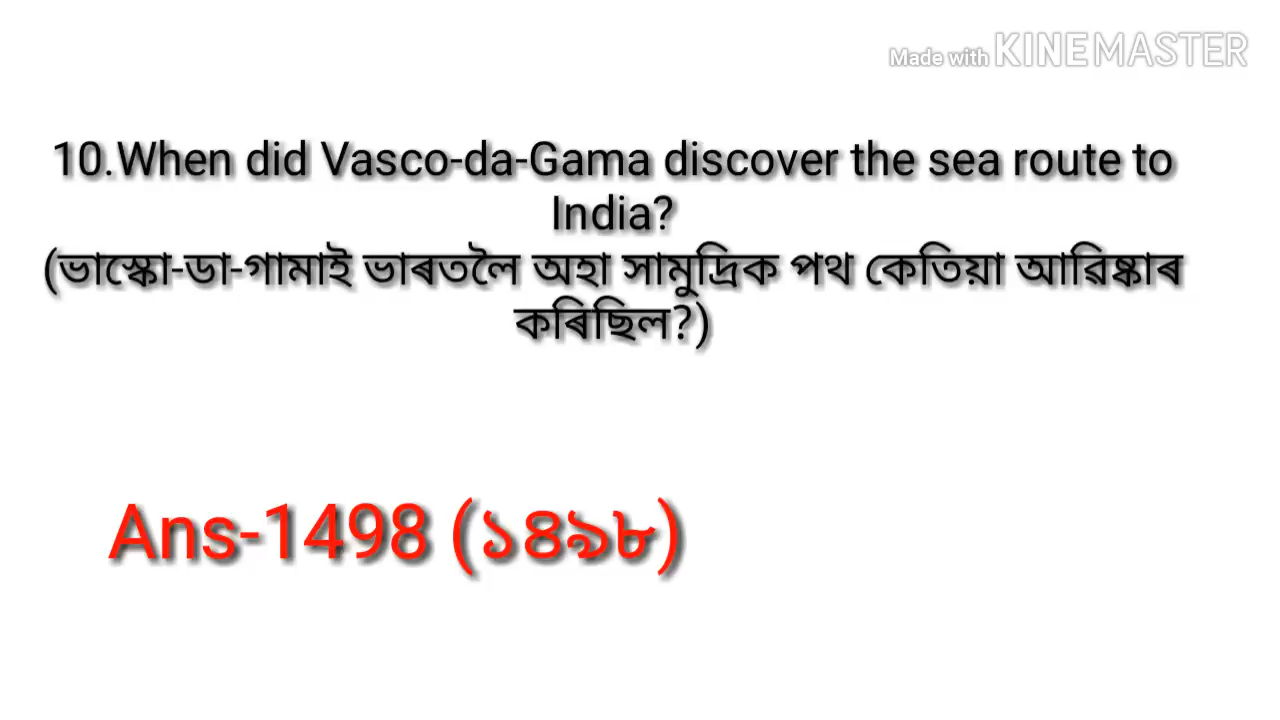 Made with KINEMASTER
10.When did Vasco-da-Gama discover the sea route to
India?
(ভাস্কো-ডা-গামাই ভাৰতলৈ অহা সামুদ্ৰিক পথ কেতিয়া আৱিষ্কাৰ
কৰিছিল?)
Ans-1498 (১৪৯৮)